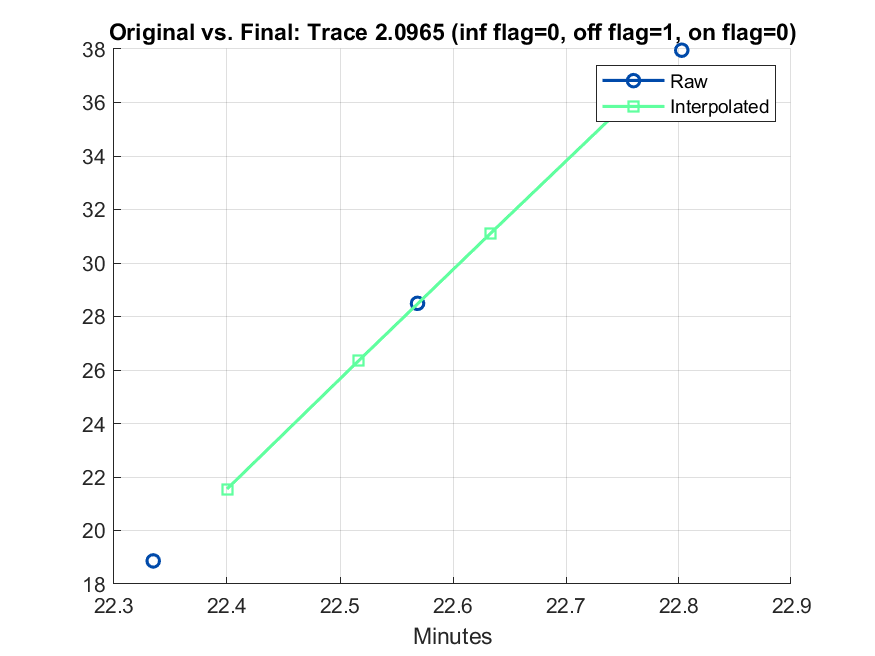 Original vs. Final: Trace 2.0965 (inf flag=0, off flag=1, on flag=0)
38
36
34
32
30
28
26
24
22
20
18
Raw
Interpolated
22.3 22.4 22.5 22.6 22.7 22.8 22.9
Minutes